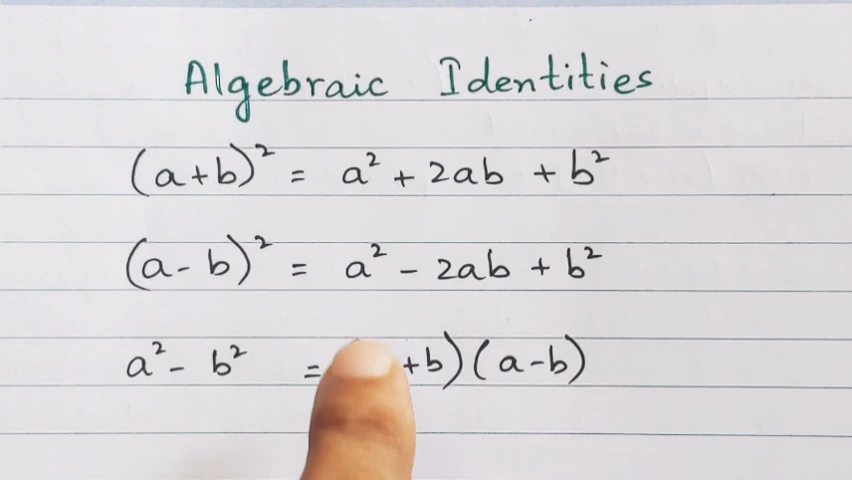 Algebraic Identities
(a+b)² = a² + 2ab + b²
(a-b)² = a² - 2ab + b²
a² - b² = +b)(a-b)